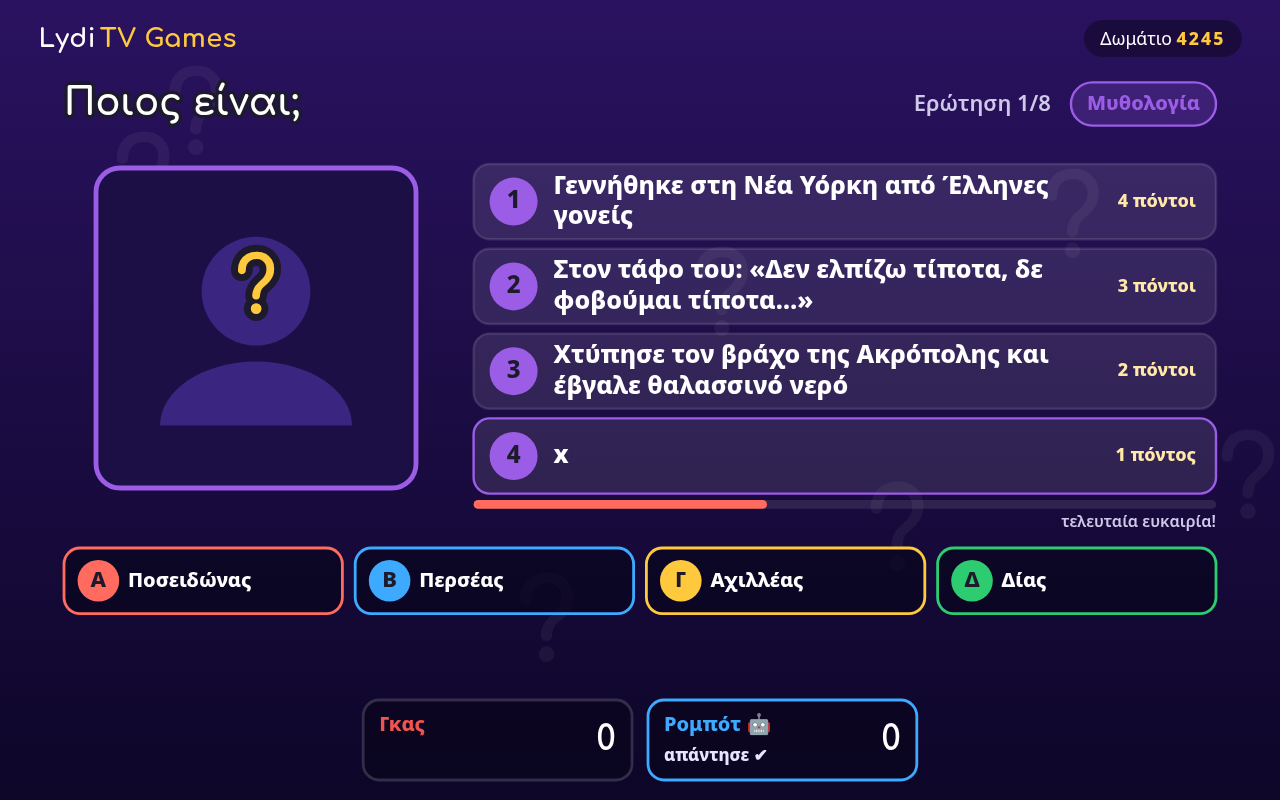 Lydi TV Games
Δωμάτιο 4245
Ποιος είναι;
Ερώτηση 1/8
Μυθολογία
?
1
Γεννήθηκε στη Νέα Υόρκη από Έλληνες
γονείς
4 πόντοι
2
Στον τάφο του: «Δεν ελπίζω τίποτα, δε
φοβούμαι τίποτα...»
3 πόντοι
3
Χτύπησε τον βράχο της Ακρόπολης και
έβγαλε θαλασσινό νερό
2 πόντοι
4
x
1 πόντος
τελευταία ευκαιρία!
Α Ποσειδώνας
Β Περσέας
Γ Αχιλλέας
Δ Δίας
Γκας
0
Ρομπότ 🤖
απάντησε ✔
0